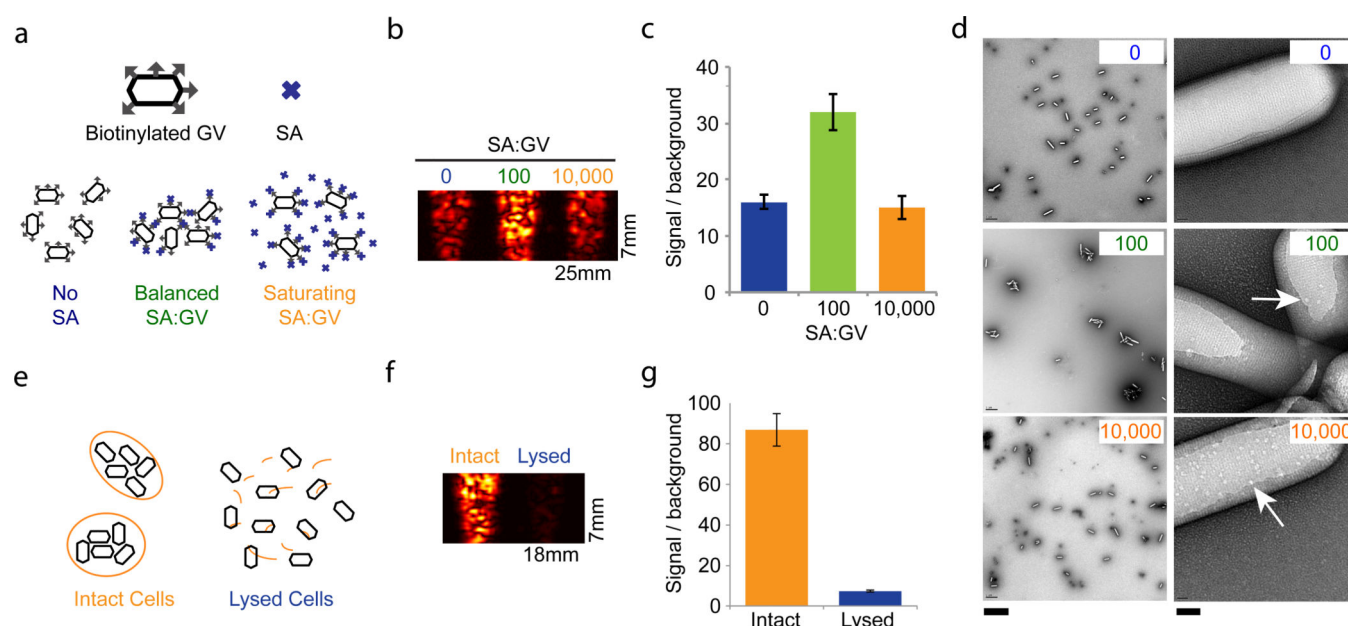 a
Biotinylated GV
SA
No
SA
Balanced
SA:GV
Saturating
SA:GV
b
SA:GV
0 100 10,000
7mm
25mm
c
Signal / background
40
30
20
10
0
0 100 10,000
SA:GV
d
0
0
100
100
10,000
10,000
e
Intact Cells
Lysed Cells
f
Intact Lysed
7mm
18mm
g
Signal / background
100
80
60
40
20
0
Intact Lysed